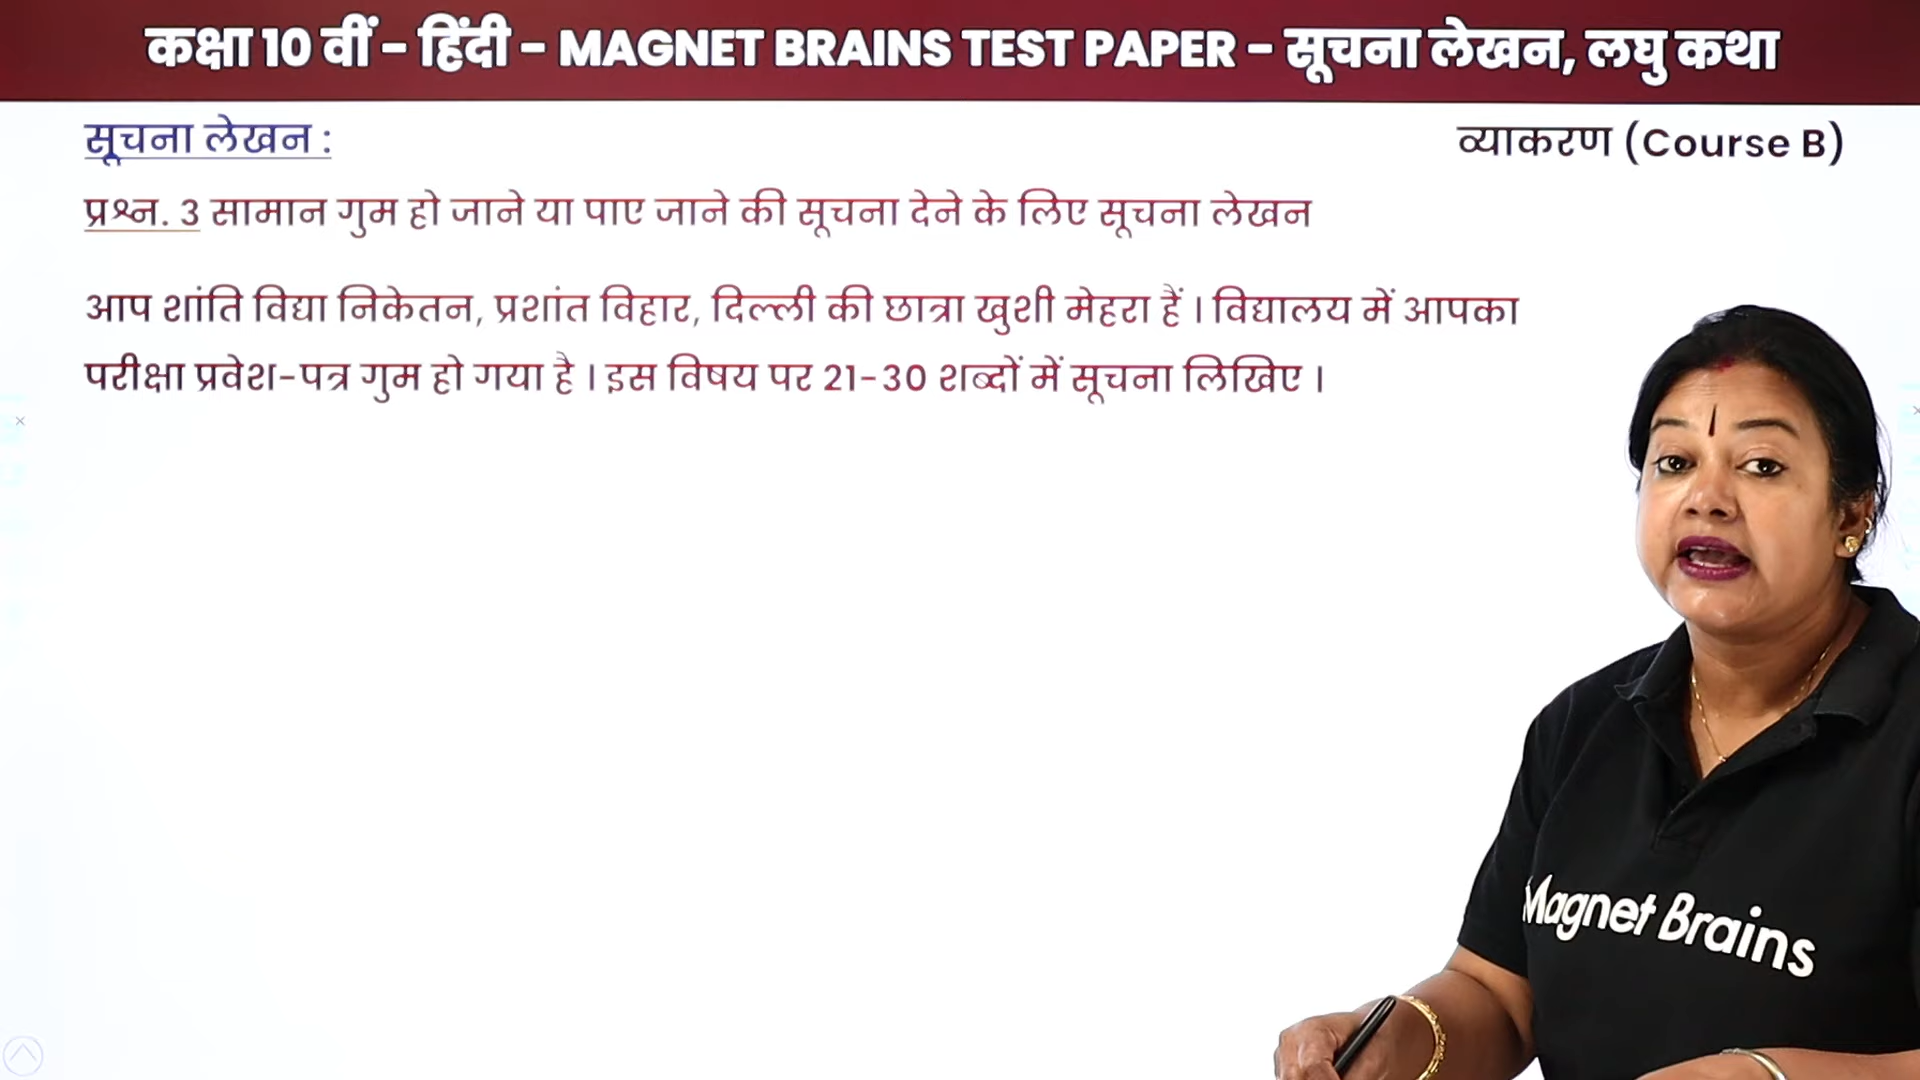 कक्षा 10 वीं - हिंदी - MAGNET BRAINS TEST PAPER - सूचना लेखन, लघु कथा
सूचना लेखन :
व्याकरण (Course B)
प्रश्न. 3 सामान गुम हो जाने या पाए जाने की सूचना देने के लिए सूचना लेखन
आप शांति विद्या निकेतन, प्रशांत विहार, दिल्ली की छात्रा खुशी मेहरा हैं । विद्यालय में आपका
परीक्षा प्रवेश-पत्र गुम हो गया है । इस विषय पर 21-30 शब्दों में सूचना लिखिए ।
Magnet Brains